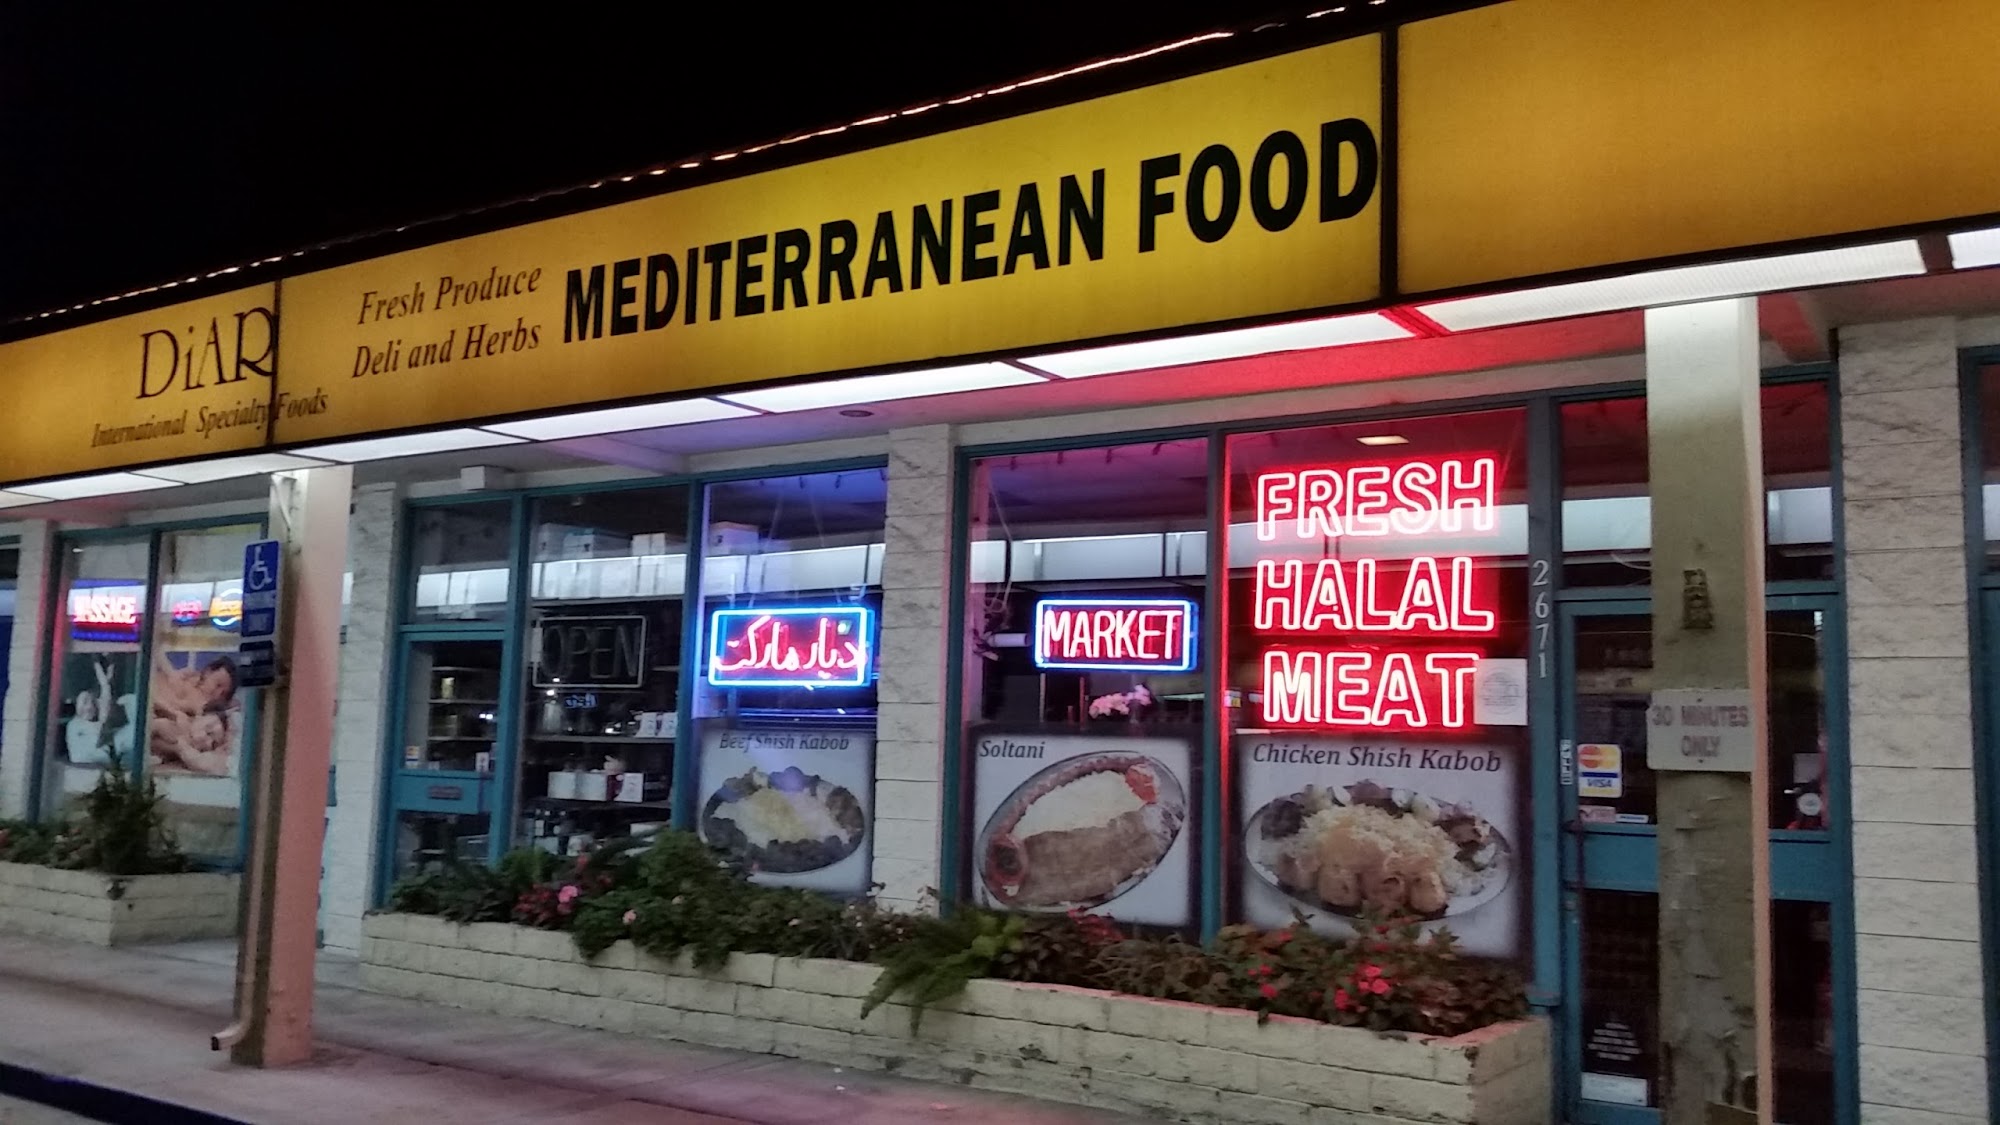 DiAR
International Specialty Foods
Fresh Produce
Deli and Herbs
MEDITERRANEAN FOOD
MASSAGE
OPEN
دیار مارکت
MARKET
FRESH
HALAL
MEAT
2671
Beef Shish Kabob
Soltani
Chicken Shish Kabob
VISA
30 MINUTES
ONLY